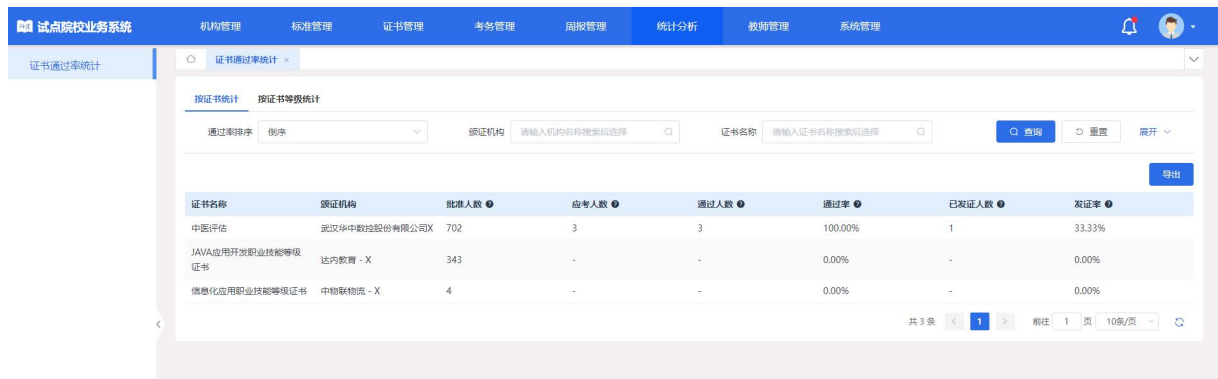 试点院校业务系统 机构管理 标准管理 证书管理 考务管理 周报管理 统计分析 教师管理 系统管理
证书通过率统计
证书通过率统计 ×
按证书统计 按证书等级统计
通过率排序 倒序 颁证机构 请输入机构名称搜索后选择 证书名称 请输入证书名称搜索后选择 查询 重置 展开
导出
证书名称 颁证机构 批准人数 应考人数 通过人数 通过率 已发证人数 发证率
中医评估 武汉华中数控股份有限公司X 702 3 3 100.00% 1 33.33%
JAVA应用开发职业技能等级
证书 达内教育 - X 343 - - 0.00% - 0.00%
信息化应用职业技能等级证书 中物联物流 - X 4 - - 0.00% - 0.00%
共 3 条 < 1 > 前往 1 页 10条/页